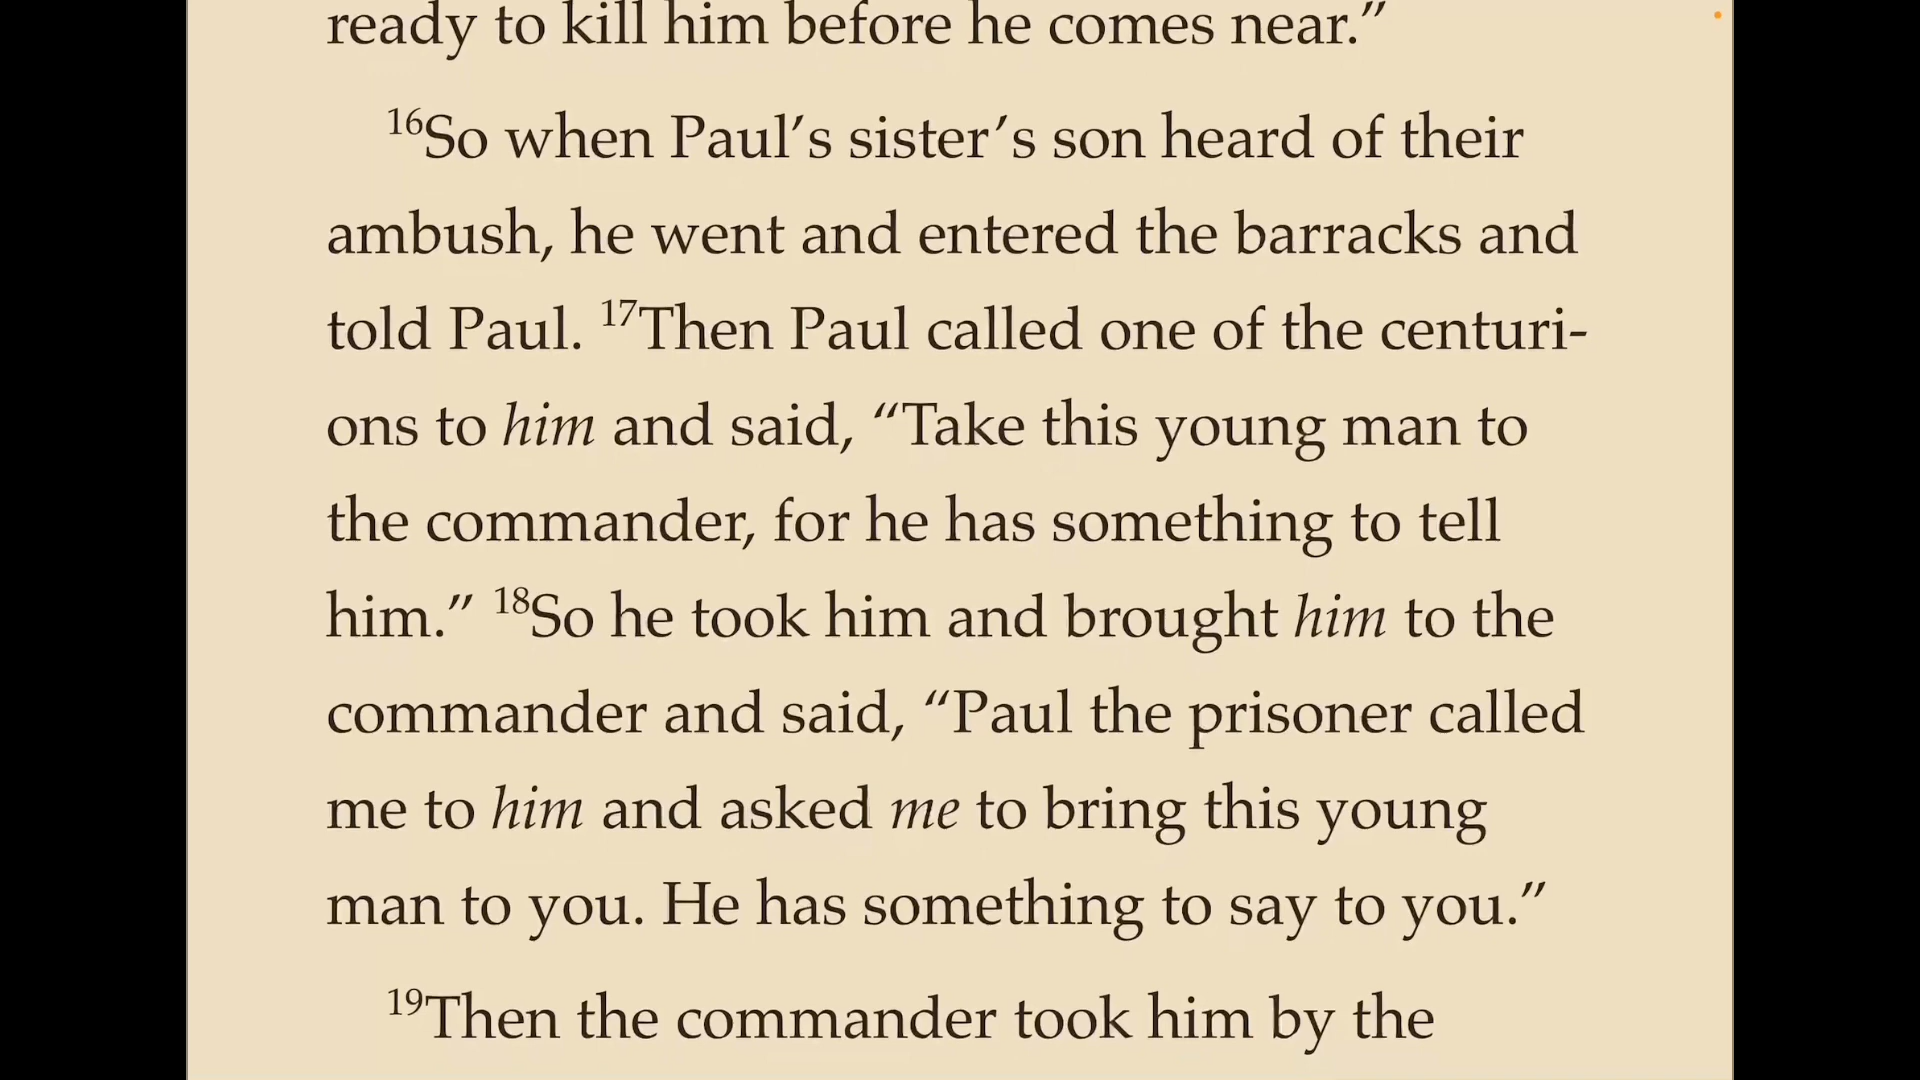 ready to kill him before he comes near.”
16So when Paul’s sister’s son heard of their
ambush, he went and entered the barracks and
told Paul. 17Then Paul called one of the centuri-
ons to him and said, “Take this young man to
the commander, for he has something to tell
him.” 18So he took him and brought him to the
commander and said, “Paul the prisoner called
me to him and asked me to bring this young
man to you. He has something to say to you.”
19Then the commander took him by the